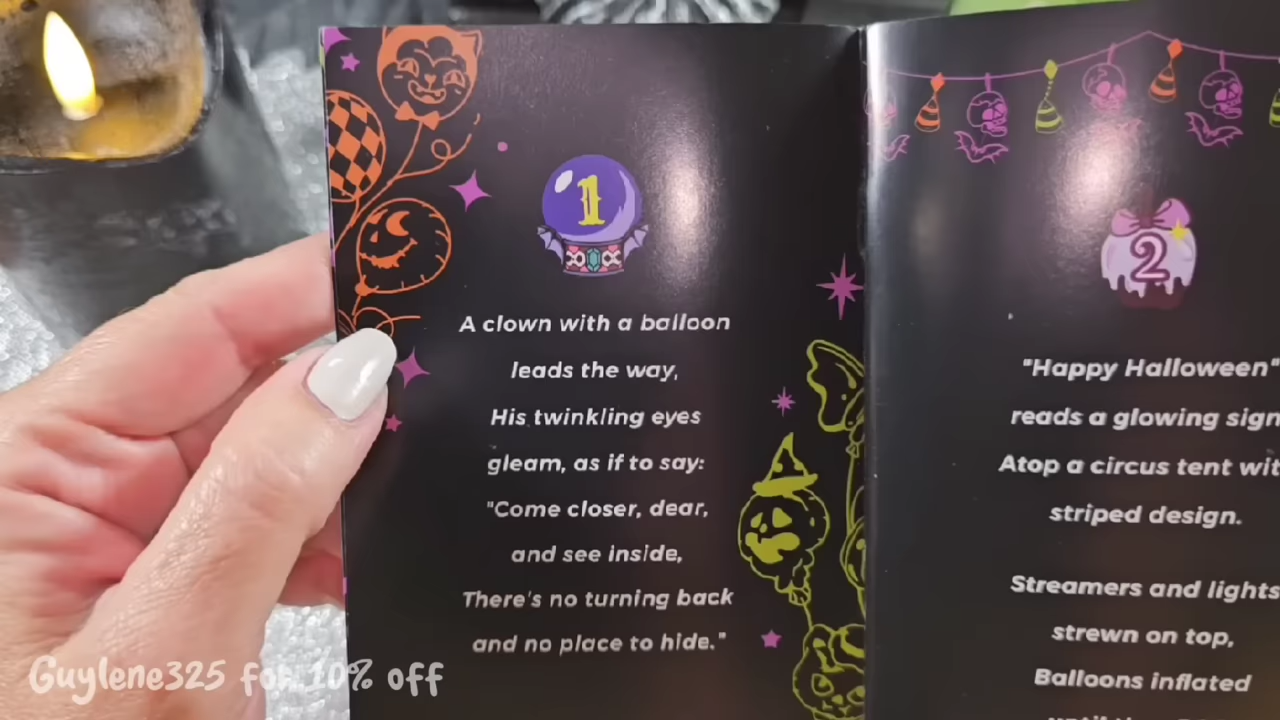 1
A clown with a balloon
leads the way,
His twinkling eyes
gleam, as if to say:
"Come closer, dear,
and see inside,
There's no turning back
and no place to hide."
2
"Happy Halloween"
reads a glowing sign
Atop a circus tent
striped design.
Streamers and lights
strewn on top,
Balloons inflated
Guylene325 for 10% off